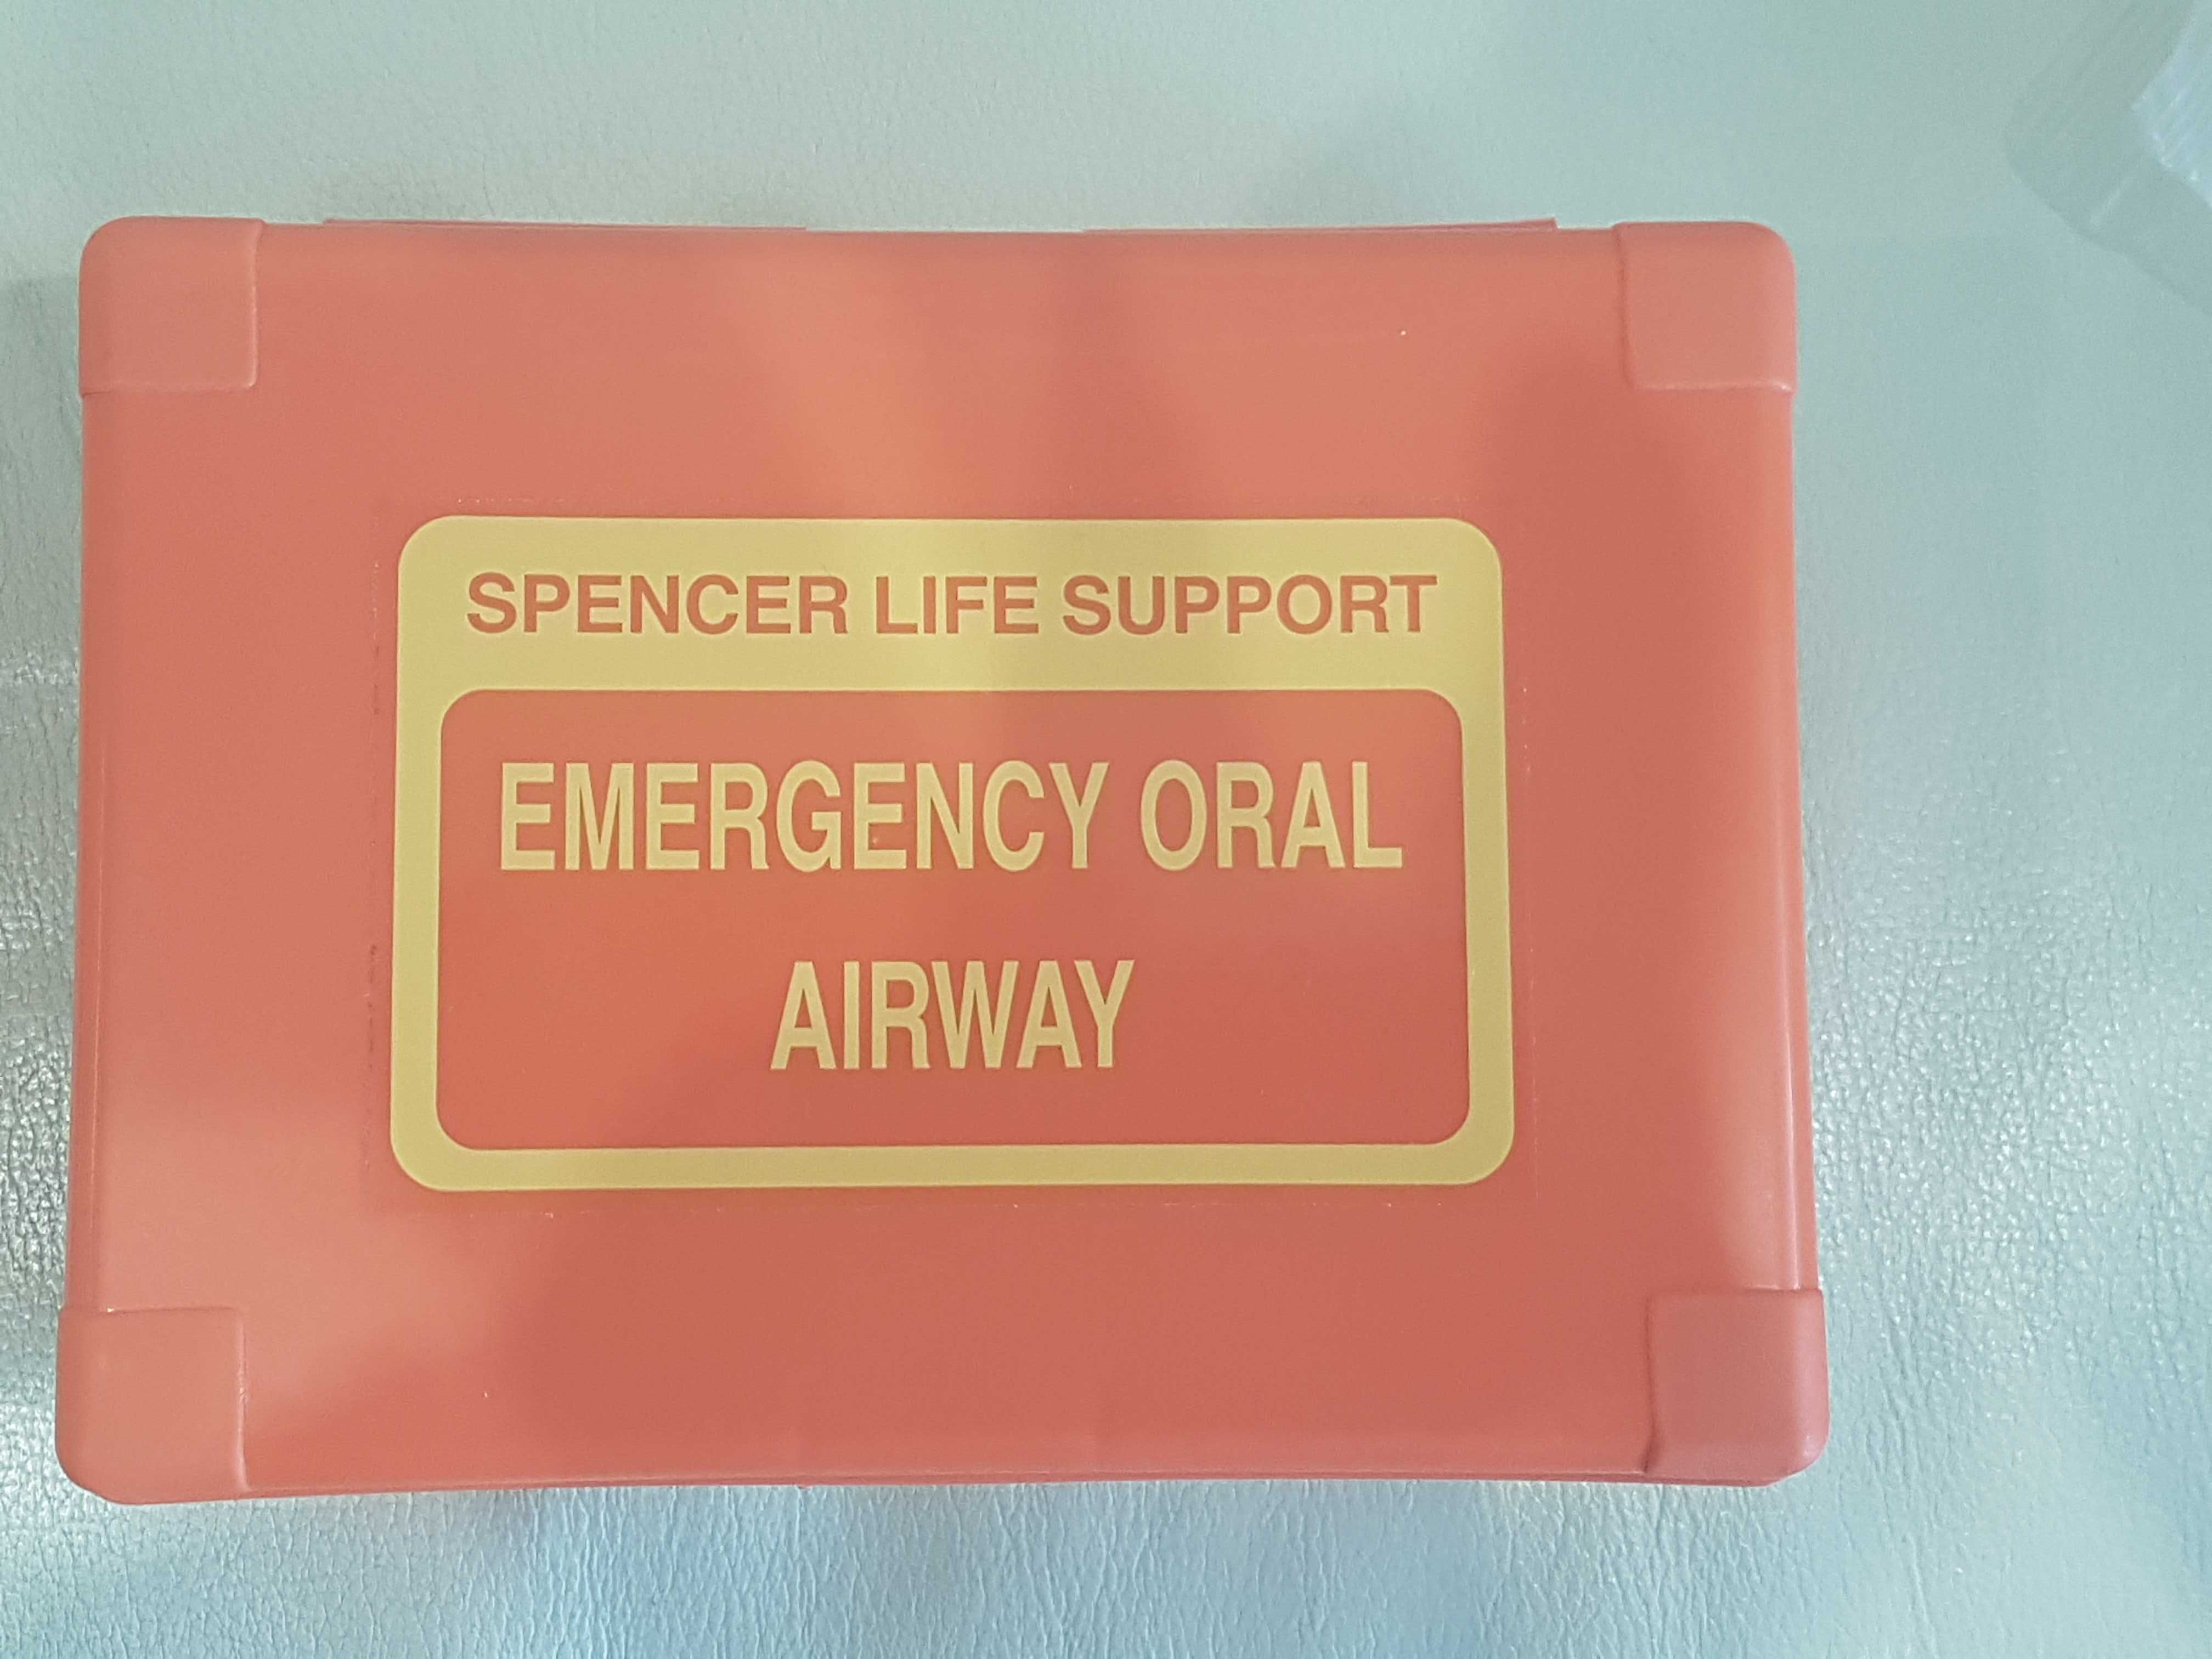 SPENCER LIFE SUPPORT
EMERGENCY ORAL
AIRWAY